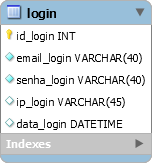 login
id_login INT
email_login VARCHAR(40)
senha_login VARCHAR(40)
ip_login VARCHAR(45)
data_login DATETIME
Indexes